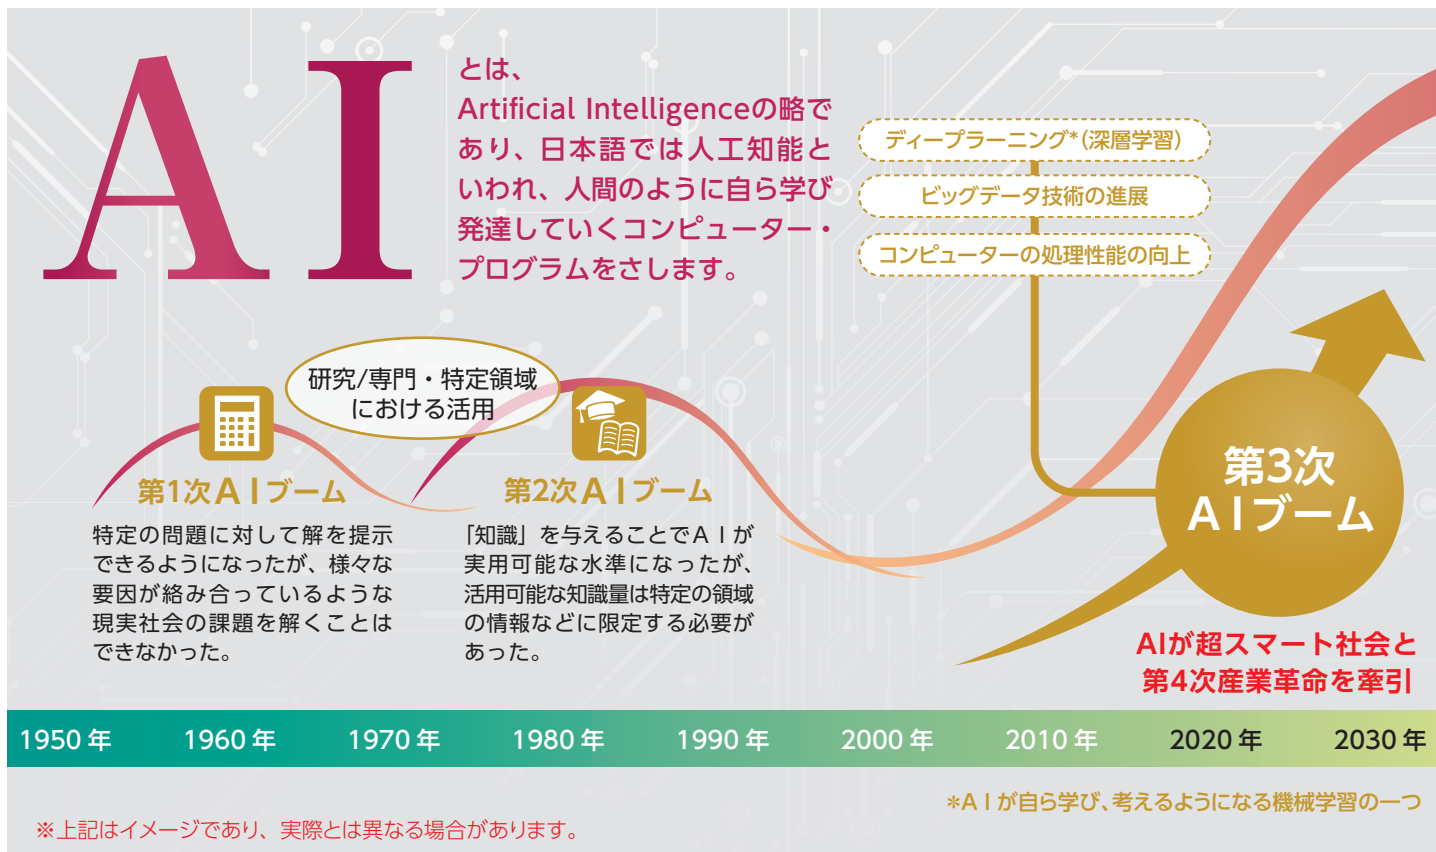 AI
とは、
Artificial Intelligenceの略で
あり、日本語では人工知能と
いわれ、人間のように自ら学び
発達していくコンピューター・
プログラムをさします。
ディープラーニング*(深層学習)
ビッグデータ技術の進展
コンピューターの処理性能の向上
研究/専門・特定領域
における活用
第1次AIブーム
特定の問題に対して解を提示
できるようになったが、様々な
要因が絡み合っているような
現実社会の課題を解くことは
できなかった。
第2次AIブーム
「知識」を与えることでAIが
実用可能な水準になったが、
活用可能な知識量は特定の領域
の情報などに限定する必要が
あった。
第3次
AIブーム
AIが超スマート社会と
第4次産業革命を牽引
1950年 1960年 1970年 1980年 1990年 2000年 2010年 2020年 2030年
*AIが自ら学び、考えるようになる機械学習の一つ
※上記はイメージであり、実際とは異なる場合があります。